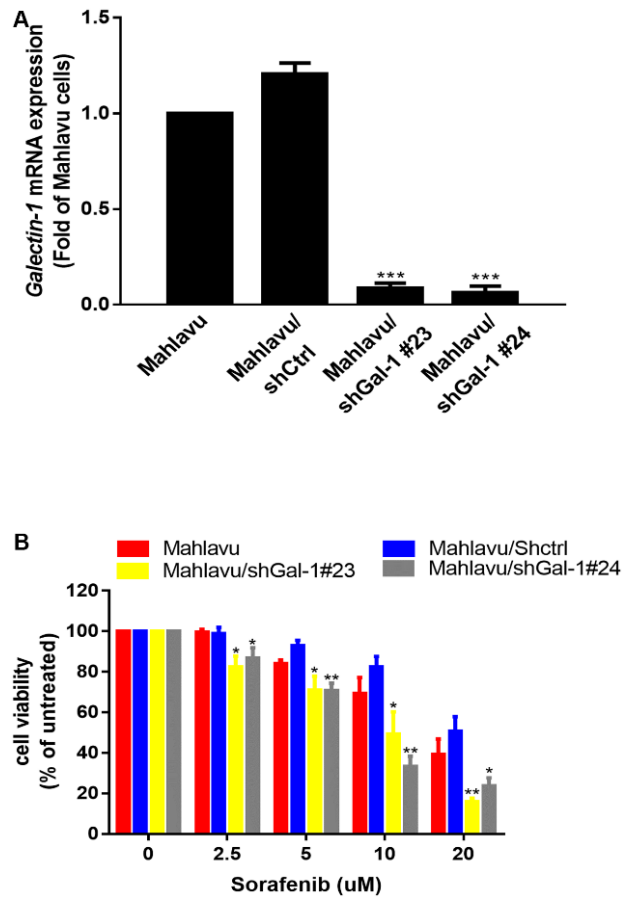 A
Galectin-1 mRNA expression
(Fold of Mahlavu cells)
1.5
1.0
0.5
0.0
***
***
Mahlavu
Mahlavu/
shCtrl
Mahlavu/
shGal-1 #23
Mahlavu/
shGal-1 #24
B
Mahlavu
Mahlavu/Shctrl
Mahlavu/shGal-1#23
Mahlavu/shGal-1#24
cell viability
(% of untreated)
120
100
80
60
40
20
0
*
*
*
**
*
**
**
*
0 2.5 5 10 20
Sorafenib (uM)